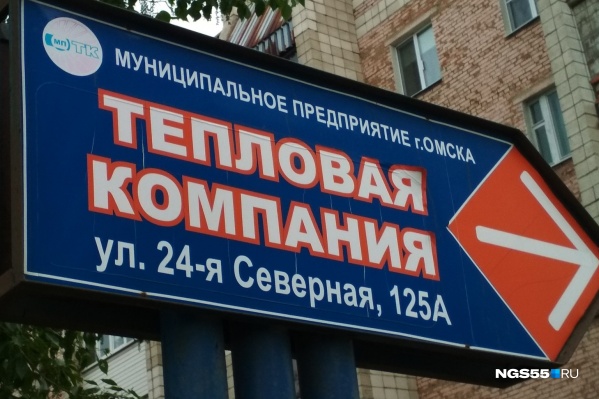 МП ТК
МУНИЦИПАЛЬНОЕ ПРЕДПРИЯТИЕ г.ОМСКА
ТЕПЛОВАЯ
КОМПАНИЯ
ул. 24-я Северная, 125А
NGS55.RU